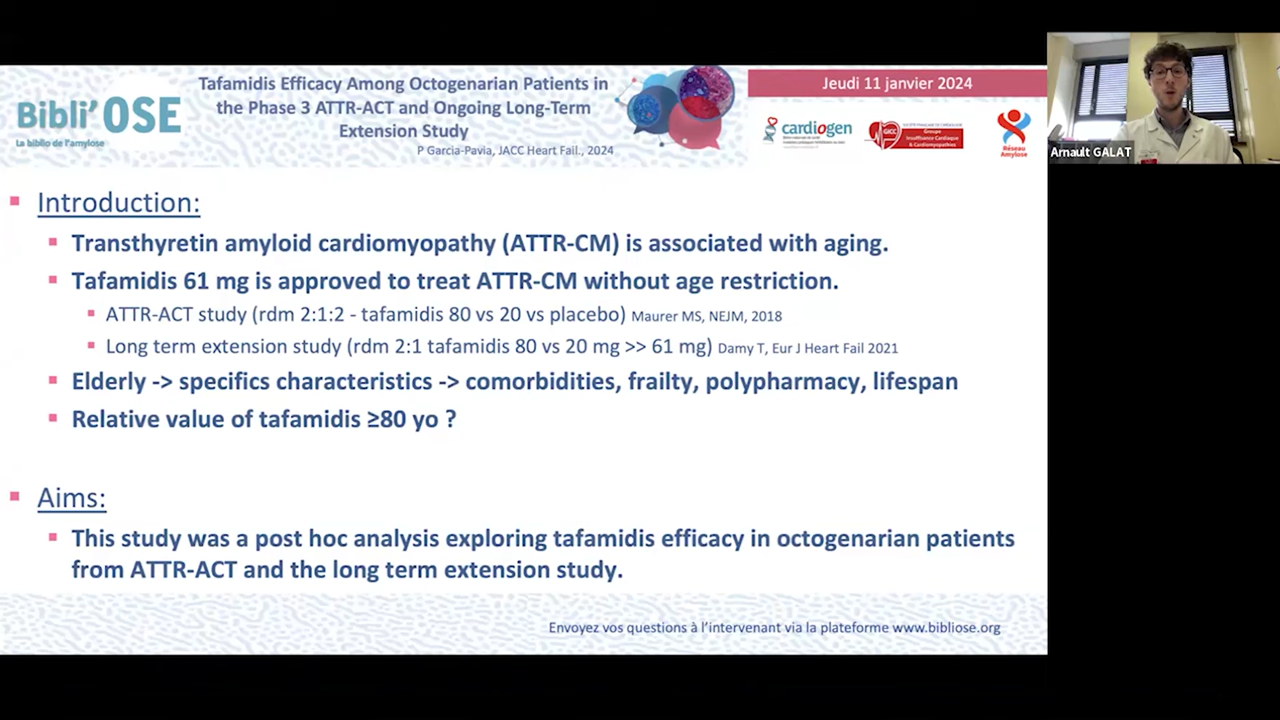 Bibli'OSE
La biblio de l'amylose
Tafamidis Efficacy Among Octogenarian Patients in
the Phase 3 ATTR-ACT and Ongoing Long-Term
Extension Study
P Garcia-Pavia, JACC Heart Fail., 2024
Jeudi 11 janvier 2024
cardiogen
GICC
Groupe
Insuffisance Cardiaque
& Cardiomyopathies
Réseau
Amylose
Arnault GALAT
Introduction:
Transthyretin amyloid cardiomyopathy (ATTR-CM) is associated with aging.
Tafamidis 61 mg is approved to treat ATTR-CM without age restriction.
ATTR-ACT study (rdm 2:1:2 - tafamidis 80 vs 20 vs placebo) Maurer MS, NEJM, 2018
Long term extension study (rdm 2:1 tafamidis 80 vs 20 mg >> 61 mg) Damy T, Eur J Heart Fail 2021
Elderly -> specifics characteristics -> comorbidities, frailty, polypharmacy, lifespan
Relative value of tafamidis ≥80 yo ?
Aims:
This study was a post hoc analysis exploring tafamidis efficacy in octogenarian patients
from ATTR-ACT and the long term extension study.
Envoyez vos questions à l'intervenant via la plateforme www.bibliose.org